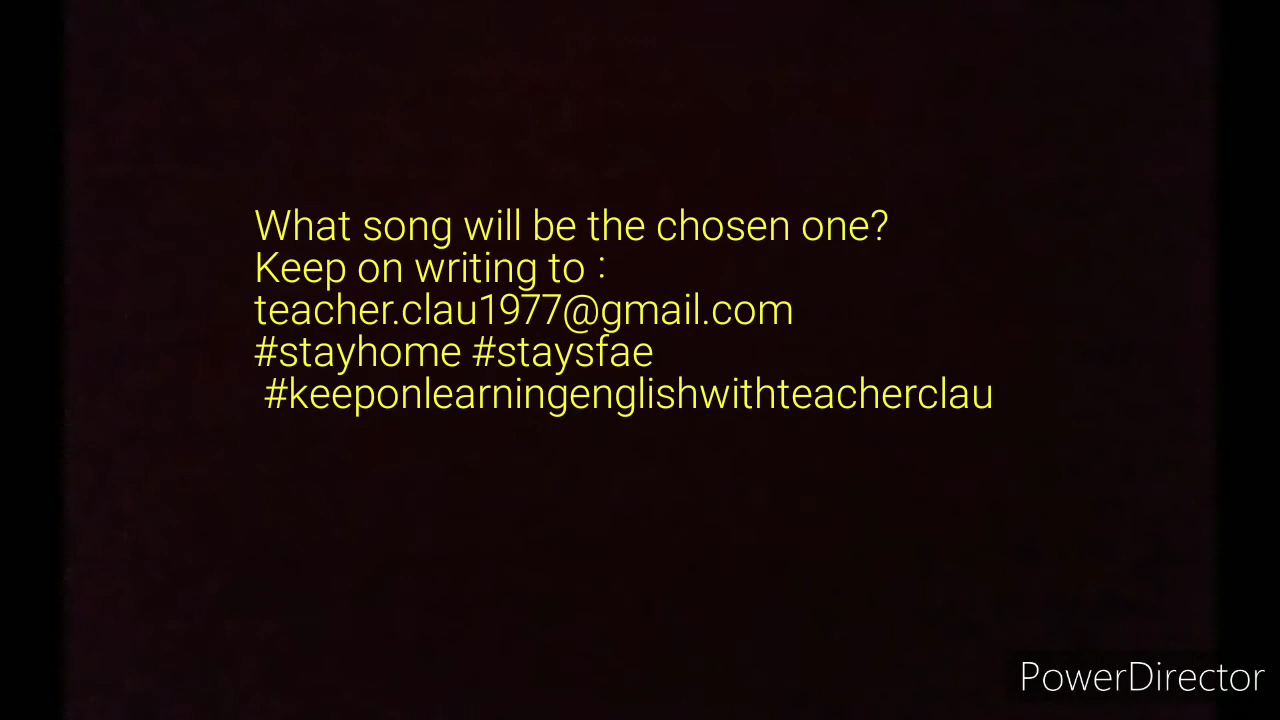 What song will be the chosen one?
Keep on writing to :
teacher.clau1977@gmail.com
#stayhome #staysfae
#keeponlearningenglishwithteacherclau
PowerDirector